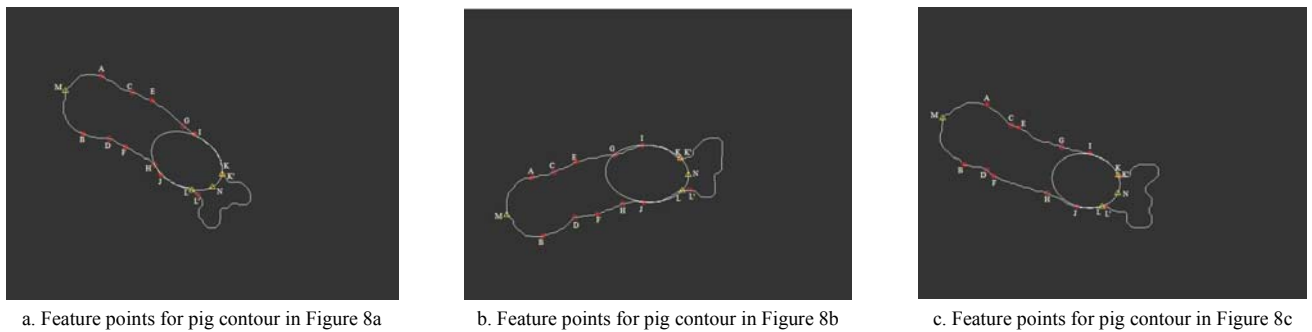 A
M
C
E
G
I
B
D
F
H
J
K
K'
N
L
L'
I
K K'
G
E
C
A
N
L L'
J
H
F
D
M
B
A
M
C E
G
I
B
D
F
K
K'
H
N
J
L
L'
a. Feature points for pig contour in Figure 8a
b. Feature points for pig contour in Figure 8b
c. Feature points for pig contour in Figure 8c